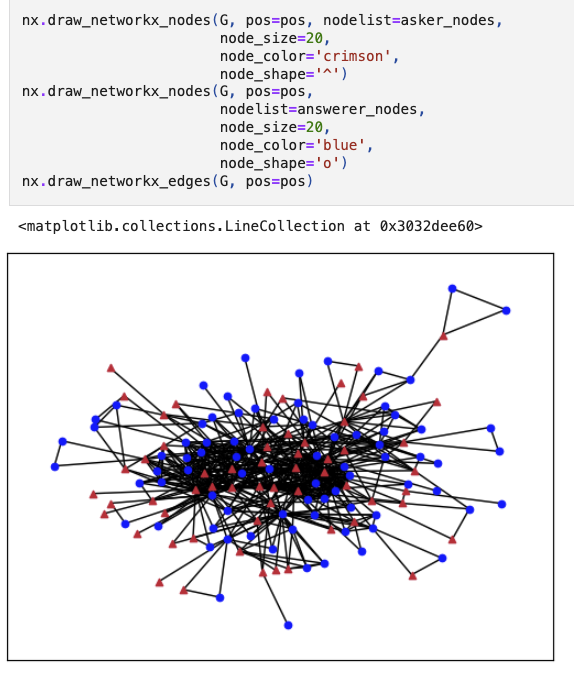 nx.draw_networkx_nodes(G, pos=pos, nodelist=asker_nodes,
node_size=20,
node_color='crimson',
node_shape='^')
nx.draw_networkx_nodes(G, pos=pos,
nodelist=answerer_nodes,
node_size=20,
node_color='blue',
node_shape='o')
nx.draw_networkx_edges(G, pos=pos)
<matplotlib.collections.LineCollection at 0x3032dee60>